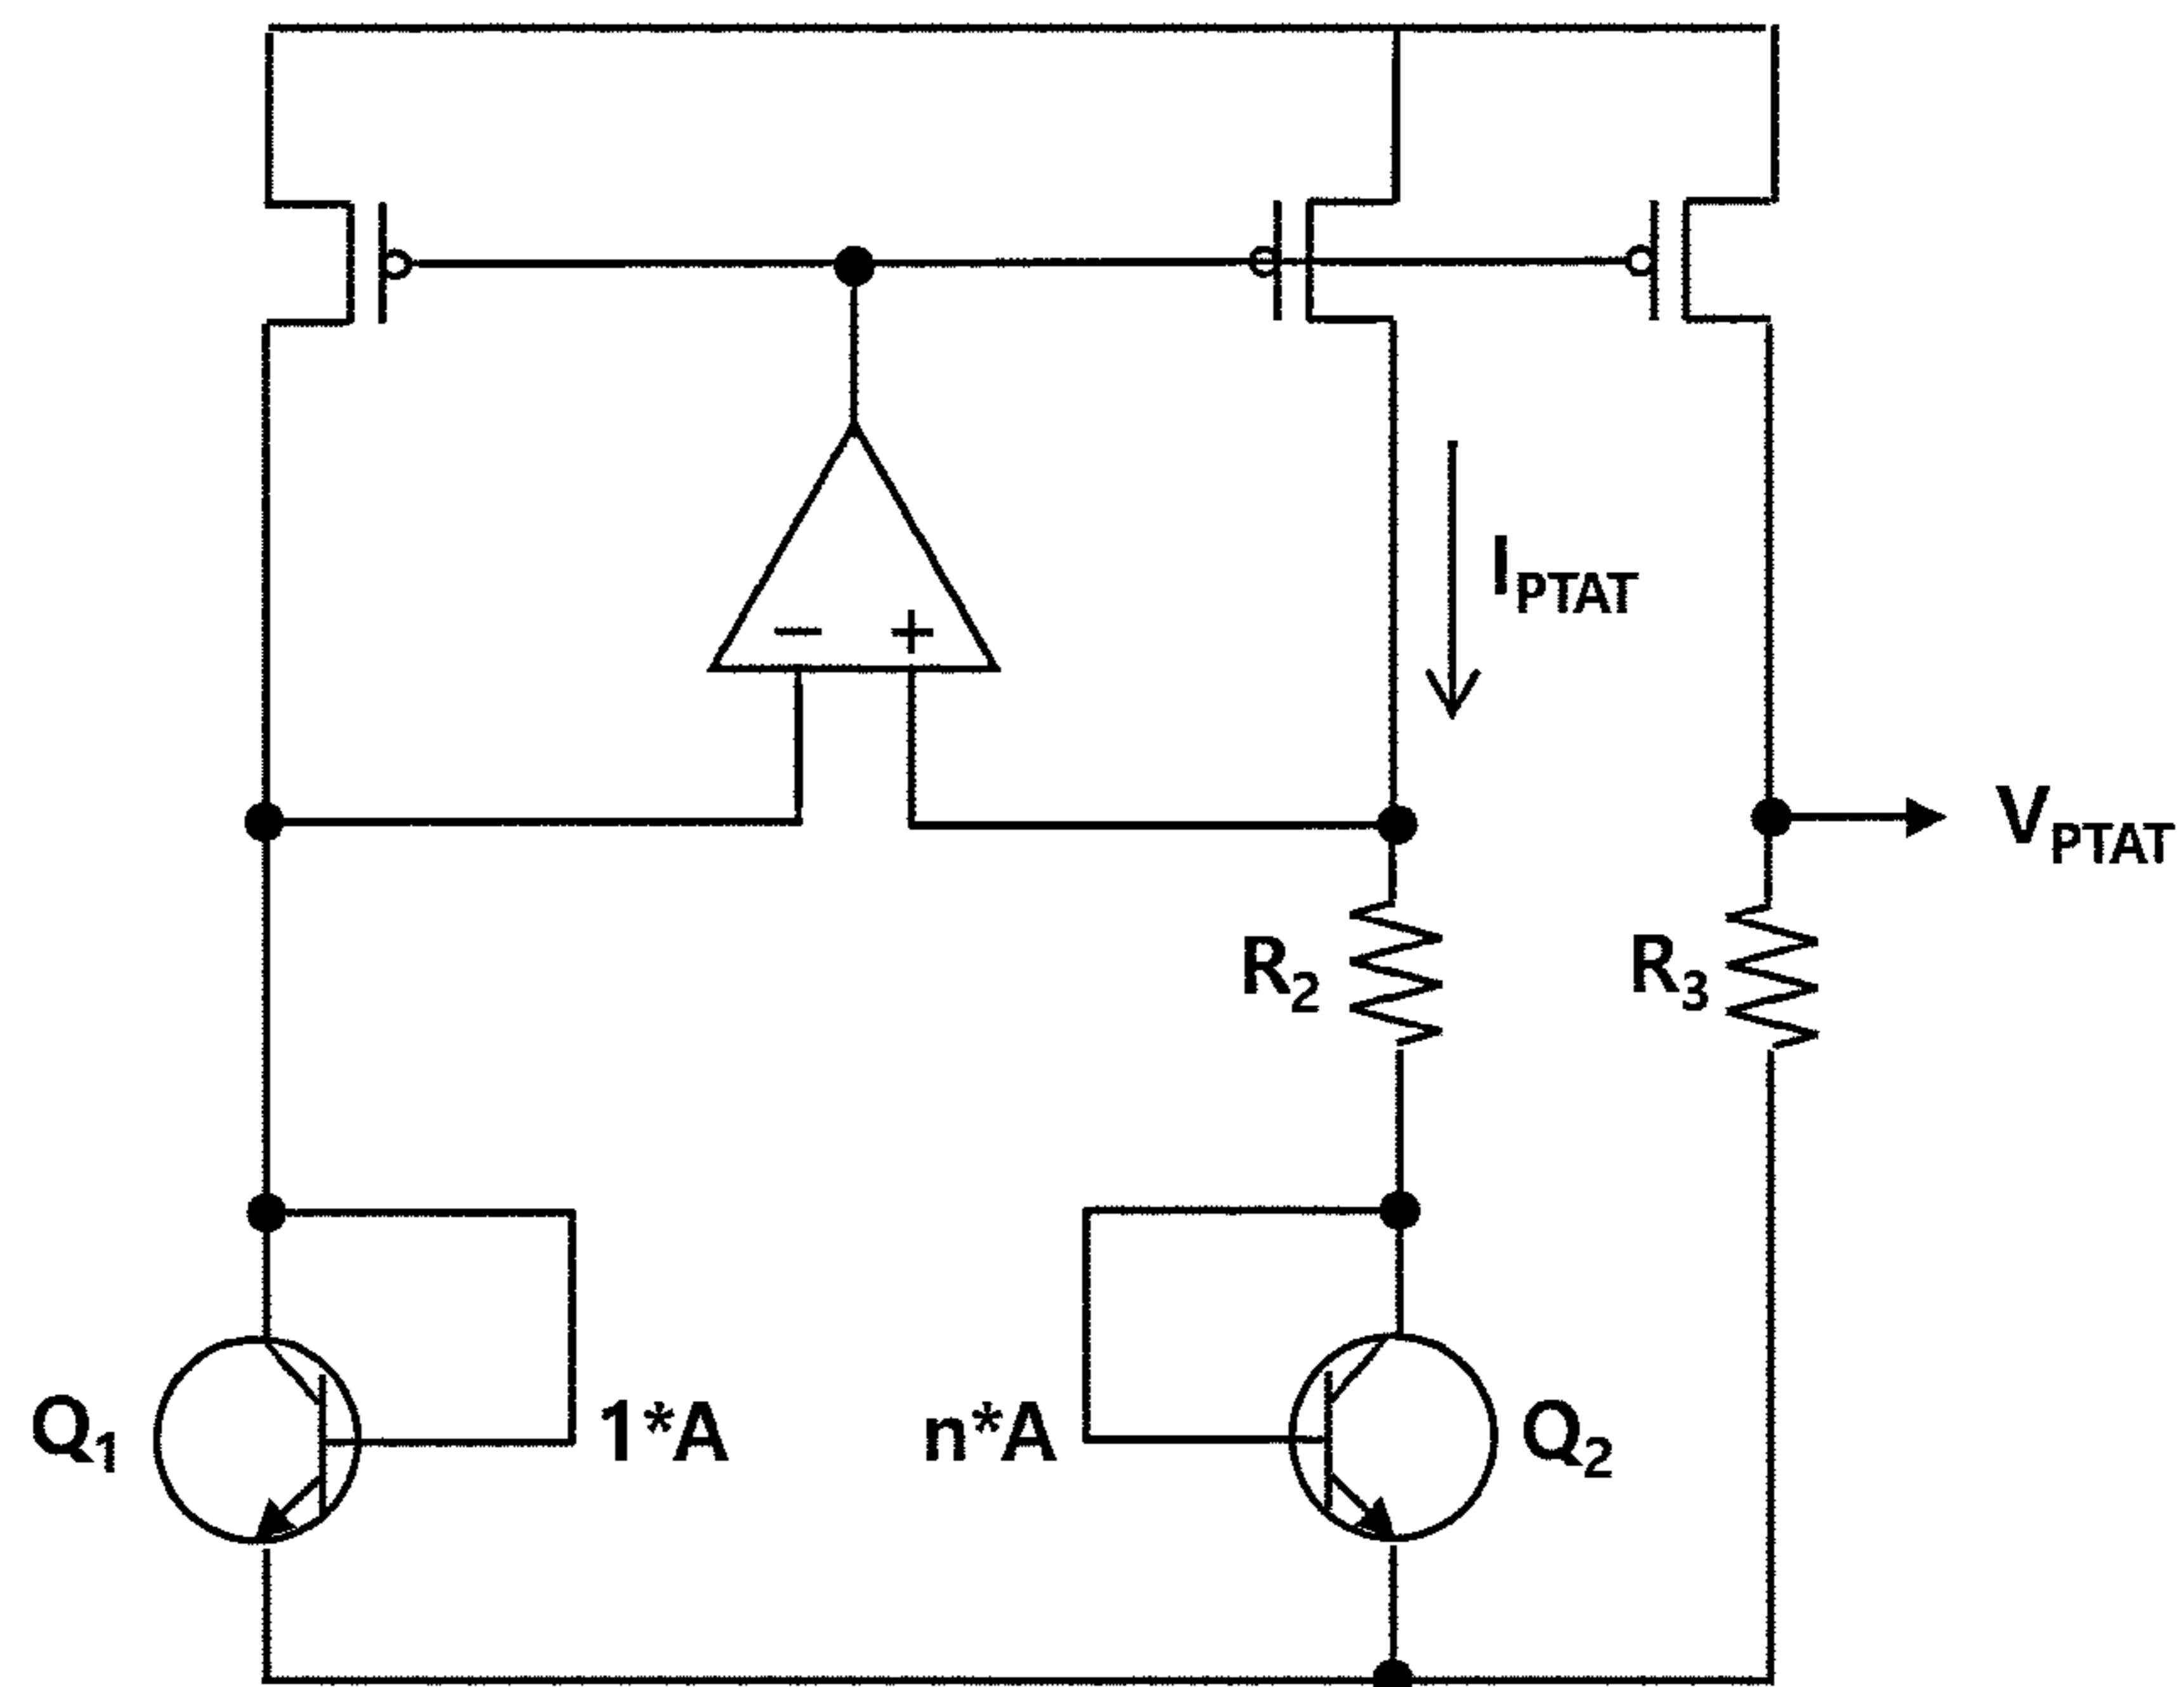 − +
I_PTAT
V_PTAT
R_2 R_3
Q_1 1*A n*A Q_2